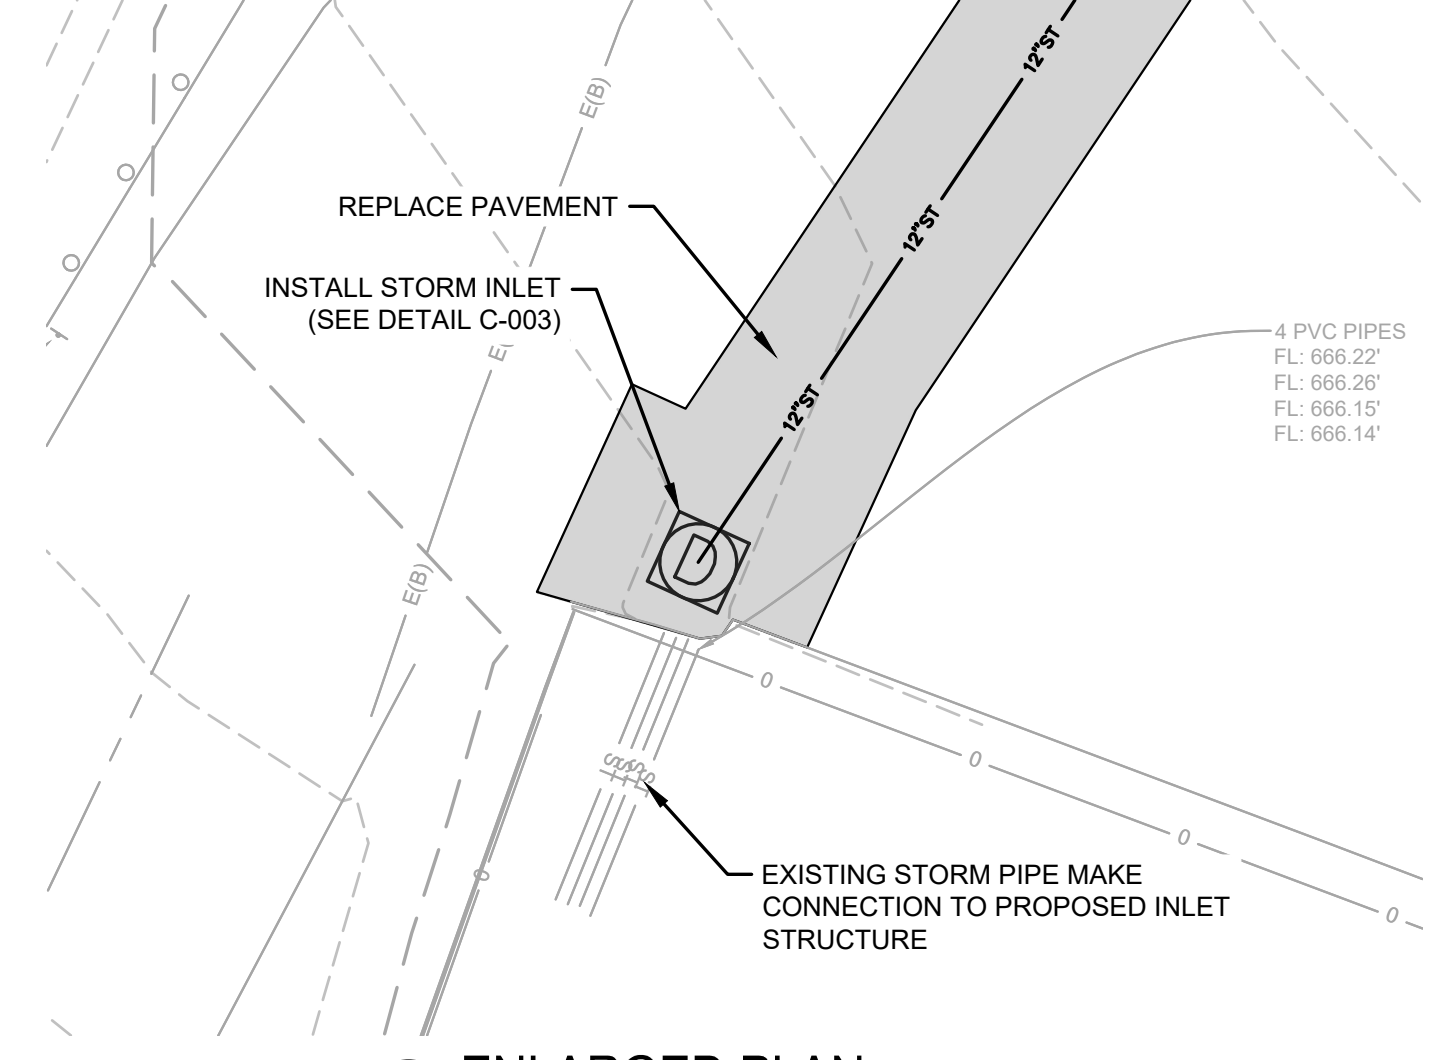 12"ST
E(B)
REPLACE PAVEMENT
12"ST
INSTALL STORM INLET
(SEE DETAIL C-003)
E(
4 PVC PIPES
FL: 666.22'
FL: 666.26'
FL: 666.15'
FL: 666.14'
12"ST
D
E(B)
0
0
S
S
S
S
0
0
0
EXISTING STORM PIPE MAKE
CONNECTION TO PROPOSED INLET
STRUCTURE
ENLARGED PLAN